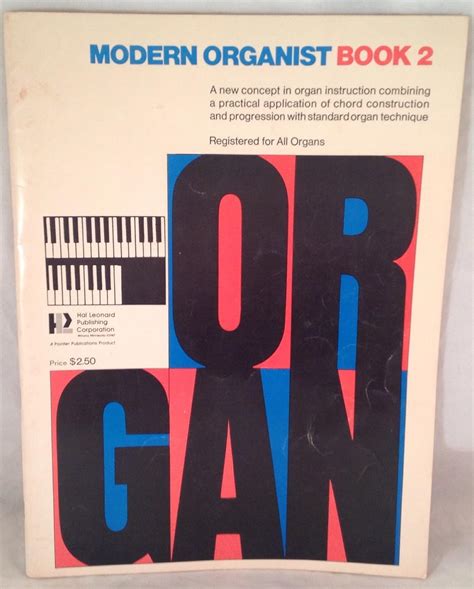 MODERN ORGANIST BOOK 2
A new concept in organ instruction combining
a practical application of chord construction
and progression with standard organ technique
Registered for All Organs
OR
GAN
Hal Leonard
Publishing
Corporation
A Pointer Publications Product
Price $2.50